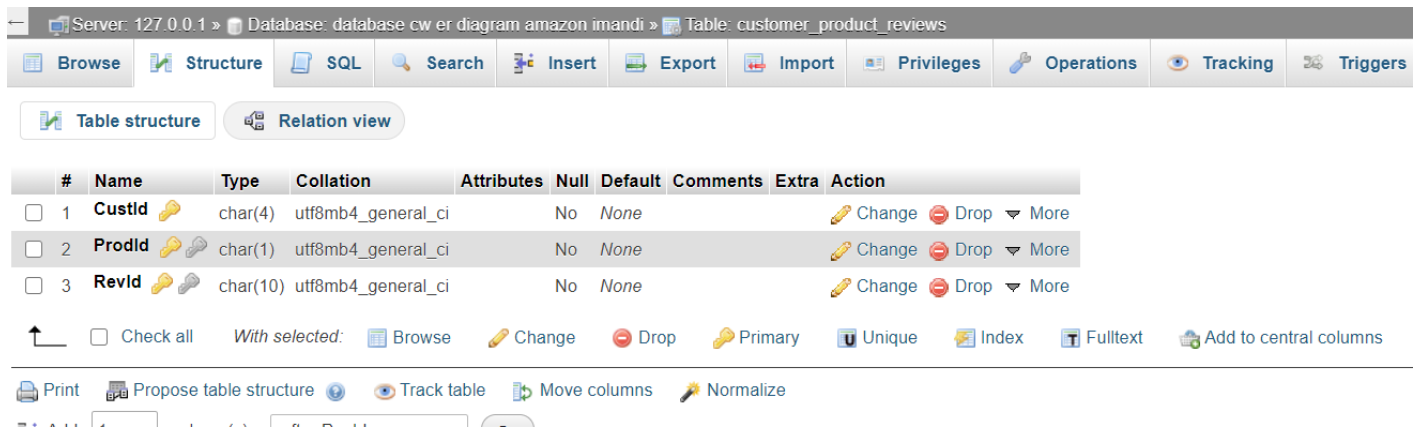 ← Server: 127.0.0.1 » Database: database cw er diagram amazon imandi » Table: customer_product_reviews
Browse Structure SQL Search Insert Export Import Privileges Operations Tracking Triggers
Table structure Relation view
# Name Type Collation Attributes Null Default Comments Extra Action
1 CustId char(4) utf8mb4_general_ci No None Change Drop More
2 ProdId char(1) utf8mb4_general_ci No None Change Drop More
3 RevId char(10) utf8mb4_general_ci No None Change Drop More
Check all With selected: Browse Change Drop Primary Unique Index Fulltext Add to central columns
Print Propose table structure Track table Move columns Normalize